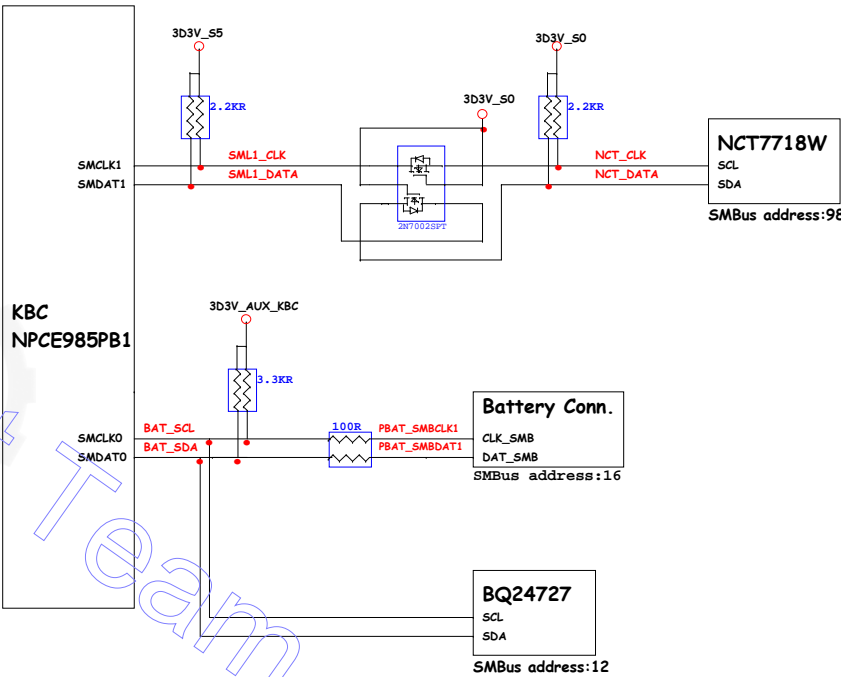 3D3V_S5
3D3V_S0
3D3V_S0
2.2KR
2.2KR
NCT7718W
SMCLK1
SML1_CLK
NCT_CLK
SCL
SMDAT1
SML1_DATA
NCT_DATA
SDA
2N7002SPT
SMBus address:98
KBC
NPCE985PB1
3D3V_AUX_KBC
3.3KR
Battery Conn.
SMCLK0
BAT_SCL
100R
PBAT_SMBCLK1
CLK_SMB
SMDAT0
BAT_SDA
PBAT_SMBDAT1
DAT_SMB
SMBus address:16
Team
BQ24727
SCL
SDA
SMBus address:12